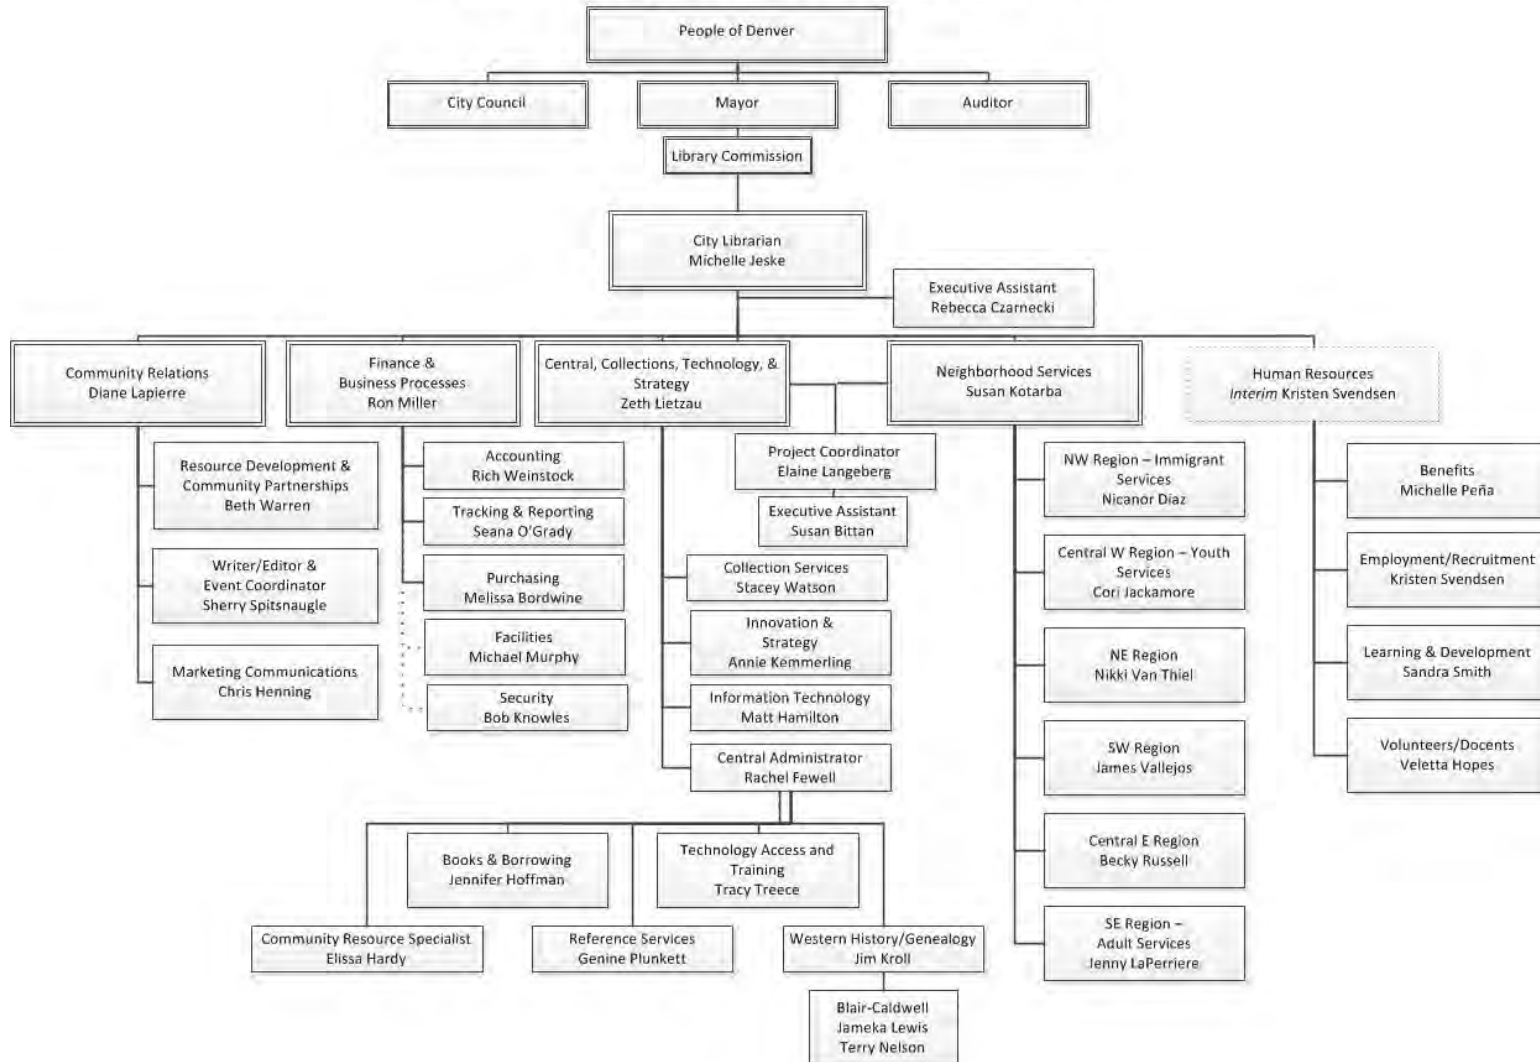 People of Denver
City Council
Mayor
Auditor
Library Commission
City Librarian
Michelle Jeske
Executive Assistant
Rebecca Czarnecki
Community Relations
Diane Lapierre
Finance &
Business Processes
Ron Miller
Central, Collections, Technology, &
Strategy
Zeth Lietzau
Neighborhood Services
Susan Kotarba
Human Resources
Interim Kristen Svendsen
Resource Development &
Community Partnerships
Beth Warren
Writer/Editor &
Event Coordinator
Sherry Spitsnaugle
Marketing Communications
Chris Henning
Accounting
Rich Weinstock
Tracking & Reporting
Seana O'Grady
Purchasing
Melissa Bordwine
Facilities
Michael Murphy
Security
Bob Knowles
Project Coordinator
Elaine Langeberg
Executive Assistant
Susan Bittan
Collection Services
Stacey Watson
Innovation &
Strategy
Annie Kemmerling
Information Technology
Matt Hamilton
Central Administrator
Rachel Fewell
Books & Borrowing
Jennifer Hoffman
Technology Access and
Training
Tracy Treece
Community Resource Specialist
Elissa Hardy
Reference Services
Genine Plunkett
Western History/Genealogy
Jim Kroll
Blair-Caldwell
Jameka Lewis
Terry Nelson
NW Region – Immigrant
Services
Nicanor Diaz
Central W Region – Youth
Services
Cori Jackamore
NE Region
Nikki Van Thiel
SW Region
James Vallejos
Central E Region
Becky Russell
SE Region –
Adult Services
Jenny LaPerriere
Benefits
Michelle Peña
Employment/Recruitment
Kristen Svendsen
Learning & Development
Sandra Smith
Volunteers/Docents
Veletta Hopes